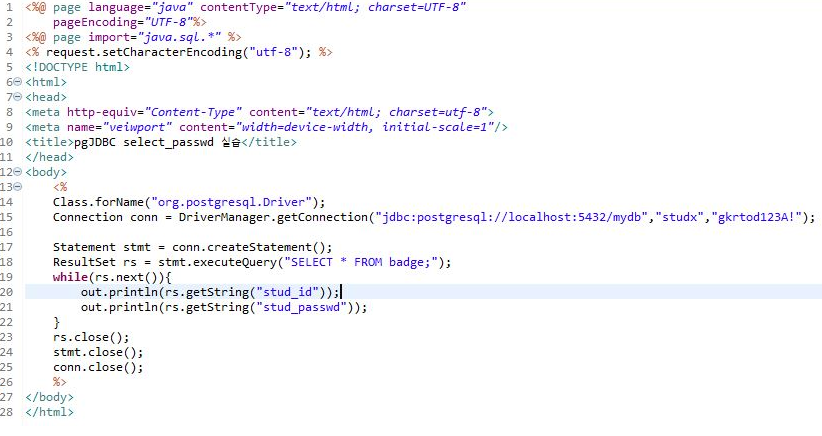 1 <%@ page language="java" contentType="text/html; charset=UTF-8"
2     pageEncoding="UTF-8"%>
3 <%@ page import="java.sql.*" %>
4 <% request.setCharacterEncoding("utf-8"); %>
5 <!DOCTYPE html>
6 <html>
7 <head>
8 <meta http-equiv="Content-Type" content="text/html; charset=utf-8">
9 <meta name="veiwport" content="width=device-width, initial-scale=1"/>
10 <title>pgJDBC select_passwd 실습</title>
11 </head>
12 <body>
13     <%
14     Class.forName("org.postgresql.Driver");
15     Connection conn = DriverManager.getConnection("jdbc:postgresql://localhost:5432/mydb","studx","gkrtod123A!");
16
17     Statement stmt = conn.createStatement();
18     ResultSet rs = stmt.executeQuery("SELECT * FROM badge;");
19     while(rs.next()){
20         out.println(rs.getString("stud_id"));
21         out.println(rs.getString("stud_passwd"));
22     }
23     rs.close();
24     stmt.close();
25     conn.close();
26     %>
27 </body>
28 </html>